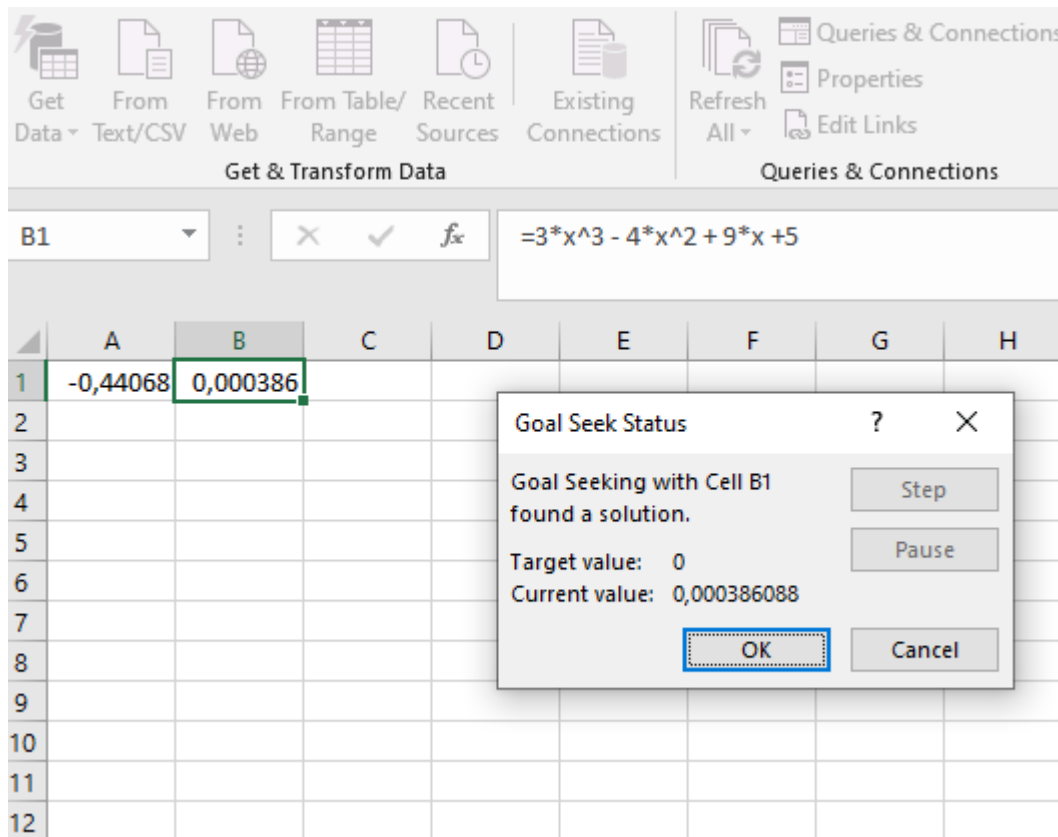 Get Data
From Text/CSV
From Web
From Table/ Range
Recent Sources
Existing Connections
Refresh All
Queries & Connections
Properties
Edit Links
Get & Transform Data
Queries & Connections
B1
fx
=3*x^3 - 4*x^2 + 9*x +5
A B C D E F G H
1 -0,44068 0,000386
2
3
4
5
6
7
8
9
10
11
12
Goal Seek Status ? ×
Goal Seeking with Cell B1
found a solution.
Target value: 0
Current value: 0,000386088
Step
Pause
OK
Cancel